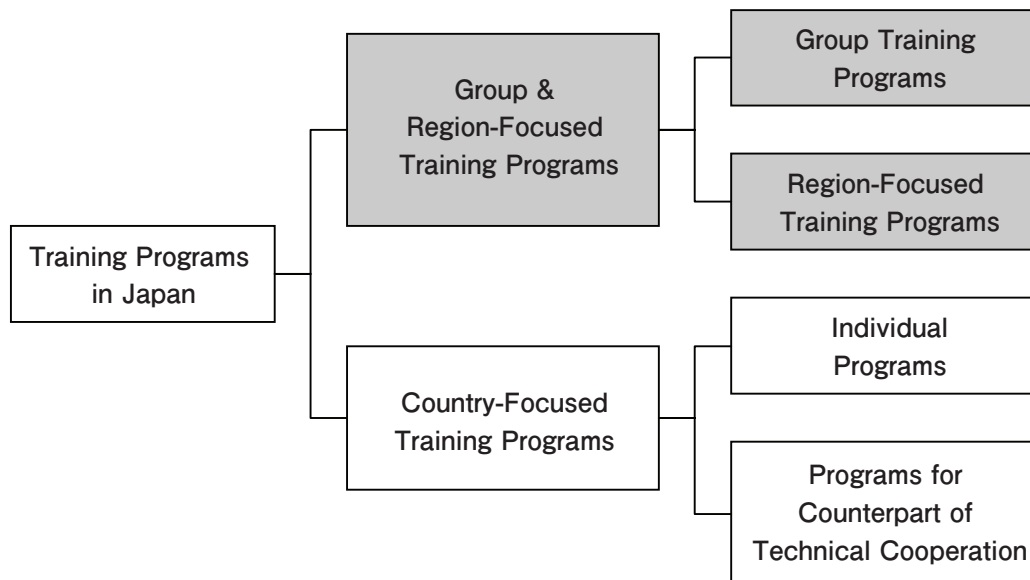 Training Programs
in Japan
Group &
Region-Focused
Training Programs
Group Training
Programs
Region-Focused
Training Programs
Country-Focused
Training Programs
Individual
Programs
Programs for
Counterpart of
Technical Cooperation